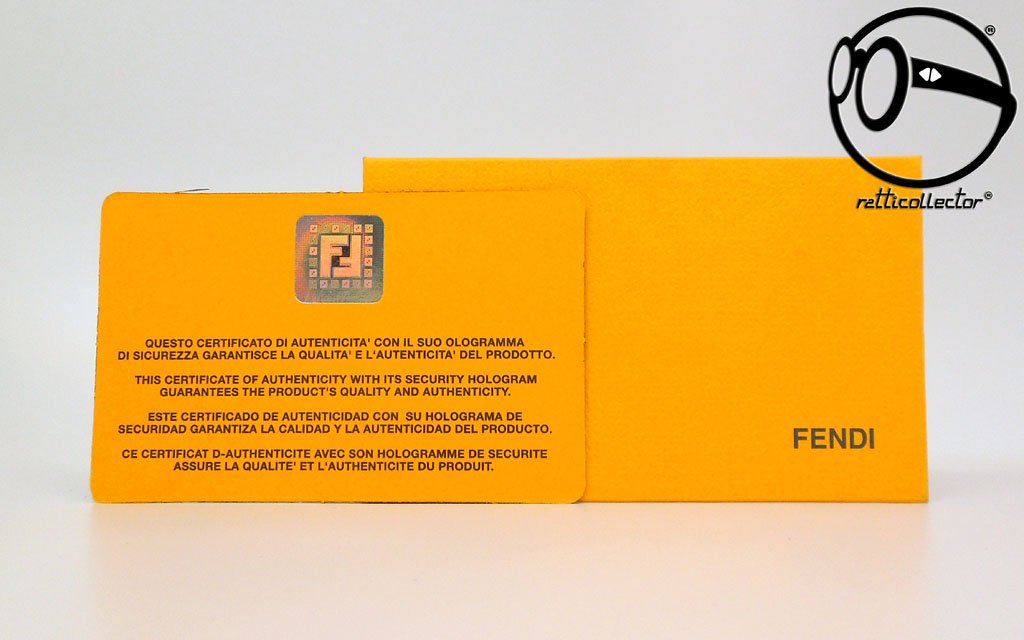 ratticollector®
QUESTO CERTIFICATO DI AUTENTICITA' CON IL SUO OLOGRAMMA
DI SICUREZZA GARANTISCE LA QUALITA' E L'AUTENTICITA' DEL PRODOTTO.
THIS CERTIFICATE OF AUTHENTICITY WITH ITS SECURITY HOLOGRAM
GUARANTEES THE PRODUCT'S QUALITY AND AUTHENTICITY.
ESTE CERTIFICADO DE AUTENTICIDAD CON SU HOLOGRAMA DE
SECURIDAD GARANTIZA LA CALIDAD Y LA AUTENTICIDAD DEL PRODUCTO.
CE CERTIFICAT D-AUTHENTICITE AVEC SON HOLOGRAMME DE SECURITE
ASSURE LA QUALITE' ET L'AUTHENTICITE DU PRODUIT.
FENDI